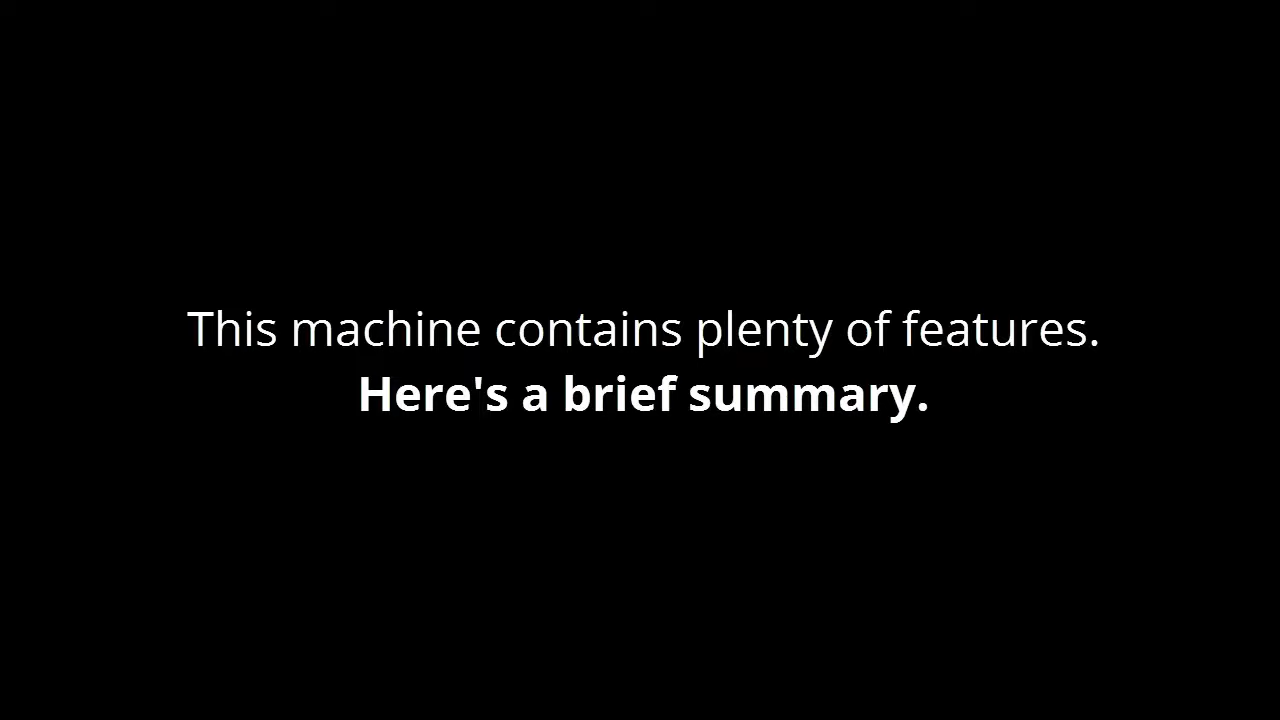 This machine contains plenty of features.
Here's a brief summary.